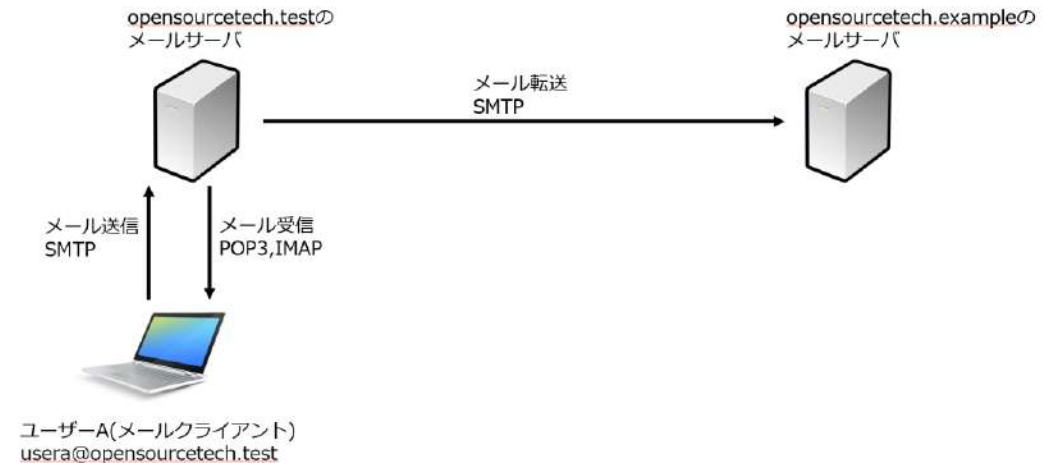 opensourcetech.testの
メールサーバ
opensourcetech.exampleの
メールサーバ
メール転送
SMTP
メール送信
SMTP
メール受信
POP3,IMAP
ユーザーA(メールクライアント)
usera@opensourcetech.test